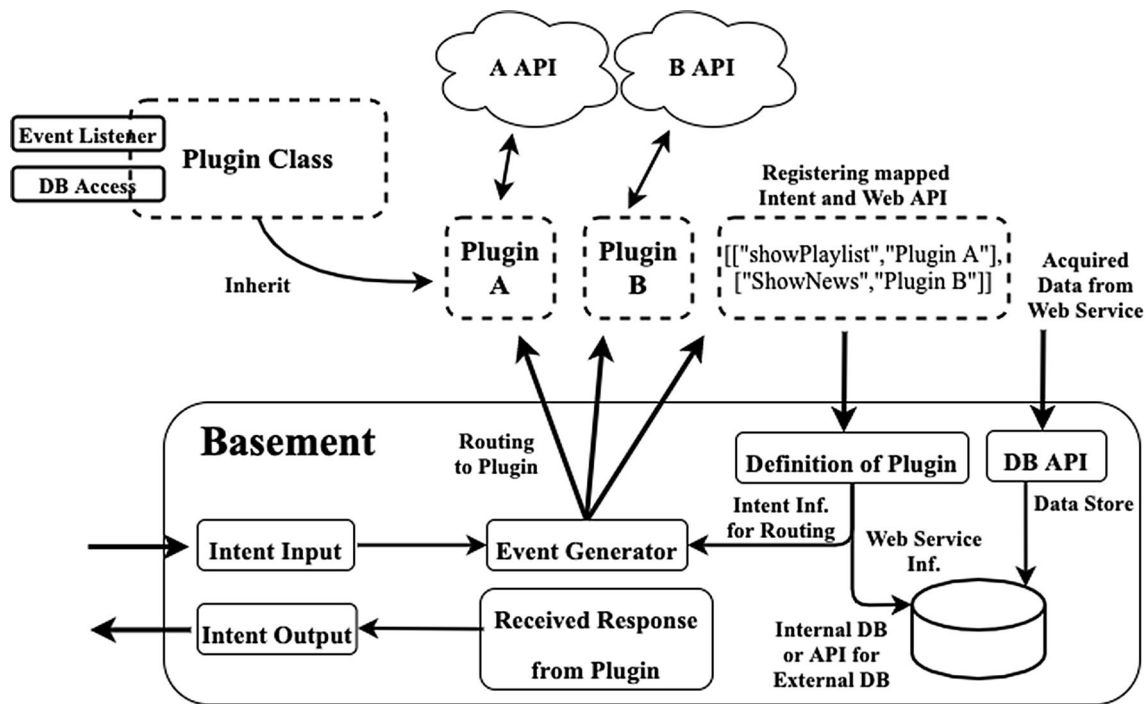 A API
B API
Event Listener
DB Access
Plugin Class
Registering mapped
Intent and Web API
Plugin
A
Plugin
B
[["showPlaylist","Plugin A"],
["ShowNews","Plugin B"]]
Acquired
Data from
Web Service
Inherit
Basement
Routing
to Plugin
Definition of Plugin
DB API
Intent Inf.
for Routing
Data Store
Intent Input
Event Generator
Web Service
Inf.
Intent Output
Received Response
from Plugin
Internal DB
or API for
External DB